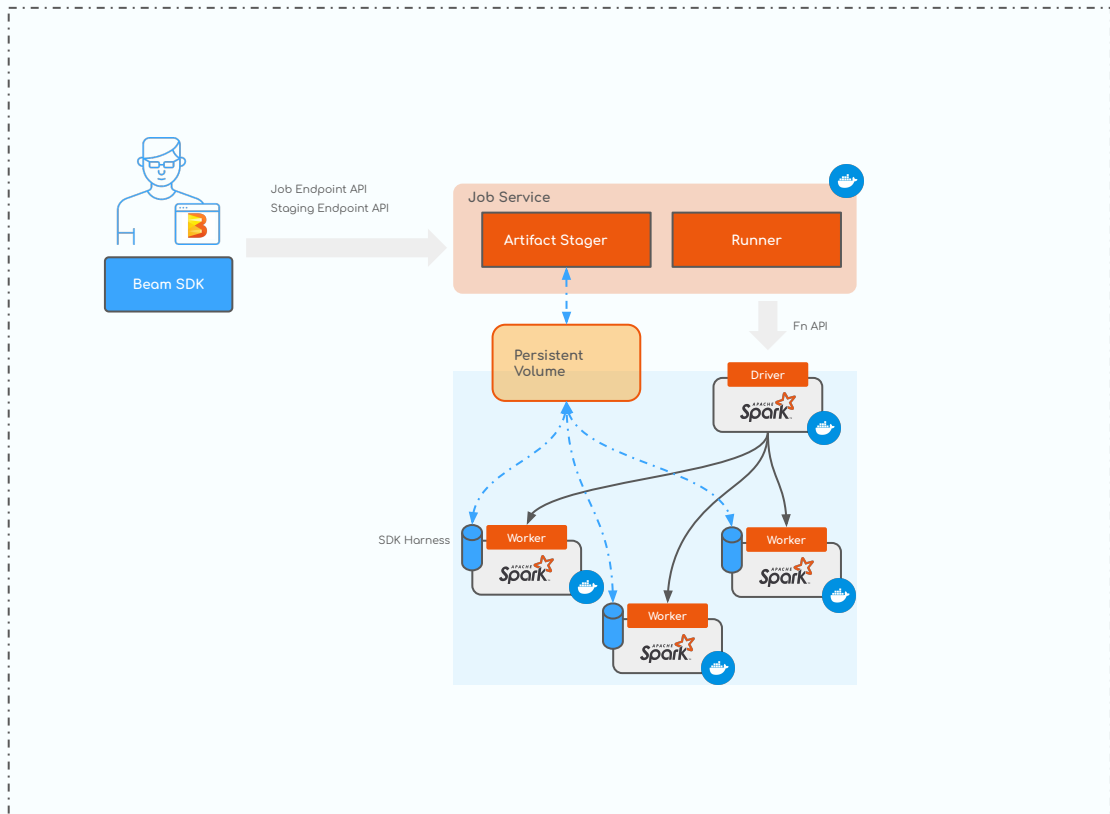 Job Endpoint API
Staging Endpoint API
Beam SDK
Job Service
Artifact Stager
Runner
Fn API
Persistent
Volume
Driver
APACHE
Spark
SDK Harness
Worker
APACHE
Spark
Worker
APACHE
Spark
Worker
APACHE
Spark